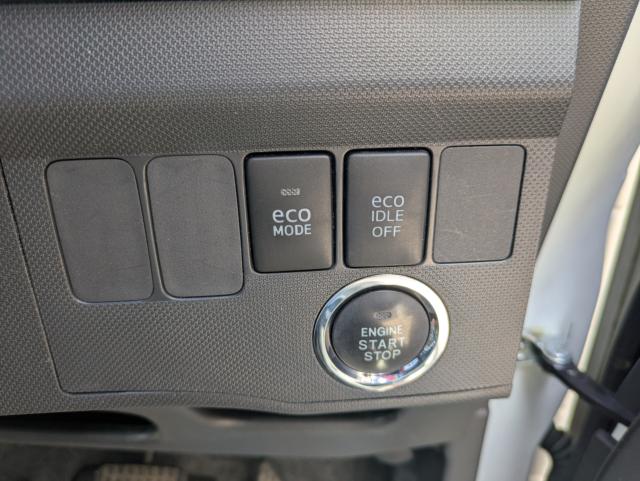 eco
MODE
eco
IDLE
OFF
ENGINE
START
STOP